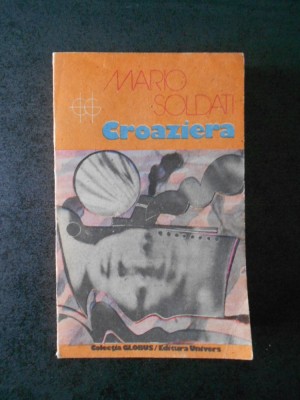 MARIO
SOLDATI
Croaziera
Colecția GLOBUS/Editura Univers